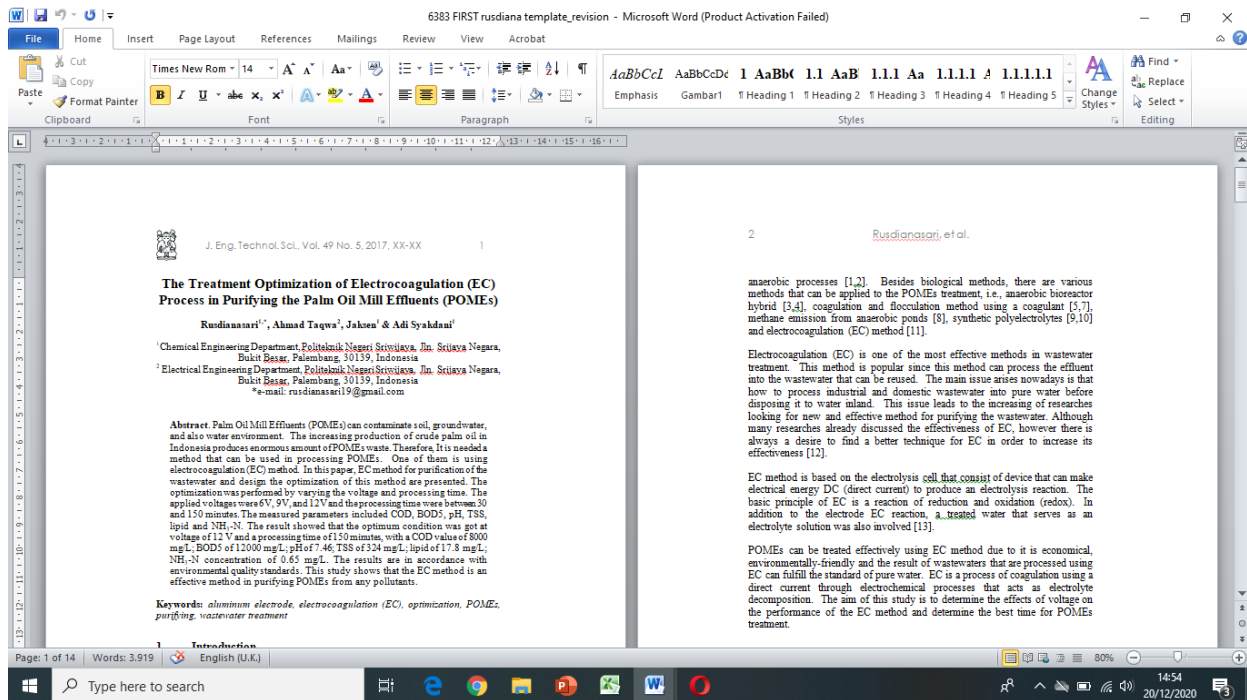 6383 FIRST rusdiana template_revision - Microsoft Word (Product Activation Failed)
File Home Insert Page Layout References Mailings Review View Acrobat
Paste
Cut
Copy
Format Painter
Clipboard
Times New Rom 14
Font
Paragraph
AaBbCcL AaBbCcDd 1 AaBb( 1.1 AaB 1.1.1 Aa 1.1.1.1 A 1.1.1.1.1
Emphasis Gambar1 ¶ Heading 1 ¶ Heading 2 ¶ Heading 3 ¶ Heading 4 ¶ Heading 5
Styles
Change Styles
Find
Replace
Select
Editing
J. Eng. Technol. Sci., Vol. 49 No. 5, 2017, XX-XX 1
The Treatment Optimization of Electrocoagulation (EC)
Process in Purifying the Palm Oil Mill Effluents (POMEs)
Rusdianasari1,*, Ahmad Taqwa2, Jaksen1 & Adi Syakdani1
1 Chemical Engineering Department, Politeknik Negeri Sriwijaya, Jln. Srijaya Negara,
Bukit Besar, Palembang, 30139, Indonesia
2 Electrical Engineering Department, Politeknik Negeri Sriwijaya, Jln. Srijaya Negara,
Bukit Besar, Palembang, 30139, Indonesia
*e-mail: rusdianasari19@gmail.com
Abstract. Palm Oil Mill Effluents (POMEs) can contaminate soil, groundwater,
and also water environment. The increasing production of crude palm oil in
Indonesia produces enormous amount of POMEs waste. Therefore, It is needed a
method that can be used in processing POMEs. One of them is using
electrocoagulation (EC) method. In this paper, EC method for purification of the
wastewater and design the optimization of this method are presented. The
optimization was performed by varying the voltage and processing time. The
applied voltages were 6V, 9V, and 12V and the processing time were between 30
and 150 minutes. The measured parameters included COD, BOD5, pH, TSS,
lipid and NH3-N. The result showed that the optimum condition was got at
voltage of 12 V and a processing time of 150 minutes, with a COD value of 8000
mg/L; BOD5 of 12000 mg/L; pH of 7.46; TSS of 324 mg/L; lipid of 17.8 mg/L;
NH3-N concentration of 0.65 mg/L. The results are in accordance with
environmental quality standards. This study shows that the EC method is an
effective method in purifying POMEs from any pollutants.
Keywords: aluminum electrode, electrocoagulation (EC), optimization, POMEs,
purifying, wastewater treatment
1 Introduction
2 Rusdianasari, et al.
anaerobic processes [1,2]. Besides biological methods, there are various
methods that can be applied to the POMEs treatment, i.e., anaerobic bioreactor
hybrid [3,4], coagulation and flocculation method using a coagulant [5,7],
methane emission from anaerobic ponds [8], synthetic polyelectrolytes [9,10]
and electrocoagulation (EC) method [11].
Electrocoagulation (EC) is one of the most effective methods in wastewater
treatment. This method is popular since this method can process the effluent
into the wastewater that can be reused. The main issue arises nowadays is that
how to process industrial and domestic wastewater into pure water before
disposing it to water inland. This issue leads to the increasing of researches
looking for new and effective method for purifying the wastewater. Although
many researches already discussed the effectiveness of EC, however there is
always a desire to find a better technique for EC in order to increase its
effectiveness [12].
EC method is based on the electrolysis cell that consist of device that can make
electrical energy DC (direct current) to produce an electrolysis reaction. The
basic principle of EC is a reaction of reduction and oxidation (redox). In
addition to the electrode EC reaction, a treated water that serves as an
electrolyte solution was also involved [13].
POMEs can be treated effectively using EC method due to it is economical,
environmentally-friendly and the result of wastewaters that are processed using
EC can fulfill the standard of pure water. EC is a process of coagulation using a
direct current through electrochemical processes that acts as electrolyte
decomposition. The aim of this study is to determine the effects of voltage on
the performance of the EC method and determine the best time for POMEs
treatment.
Page: 1 of 14 Words: 3.919 English (U.K.) 80%
Type here to search
14:54
20/12/2020